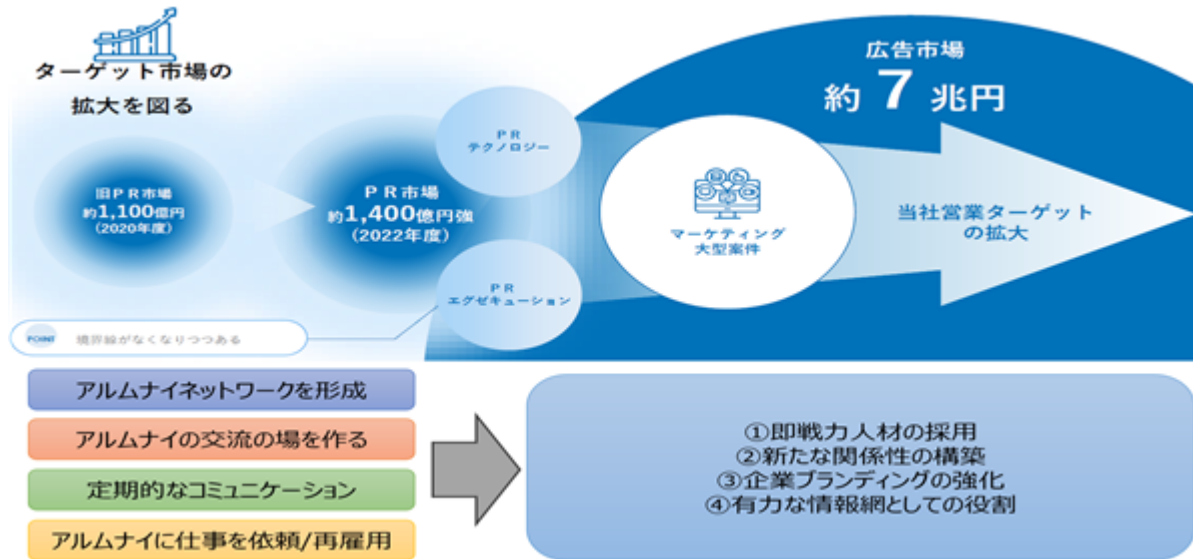 ターゲット市場の
拡大を図る
旧PR市場
約1,100億円
(2020年度)
PR市場
約1,400億円強
(2022年度)
PR
テクノロジー
PR
エグゼキューション
POINT 境界線がなくなりつつある
広告市場
約 7 兆円
マーケティング
大型案件
当社営業ターゲット
の拡大
アルムナイネットワークを形成
アルムナイの交流の場を作る
定期的なコミュニケーション
アルムナイに仕事を依頼/再雇用
①即戦力人材の採用
②新たな関係性の構築
③企業ブランディングの強化
④有力な情報網としての役割